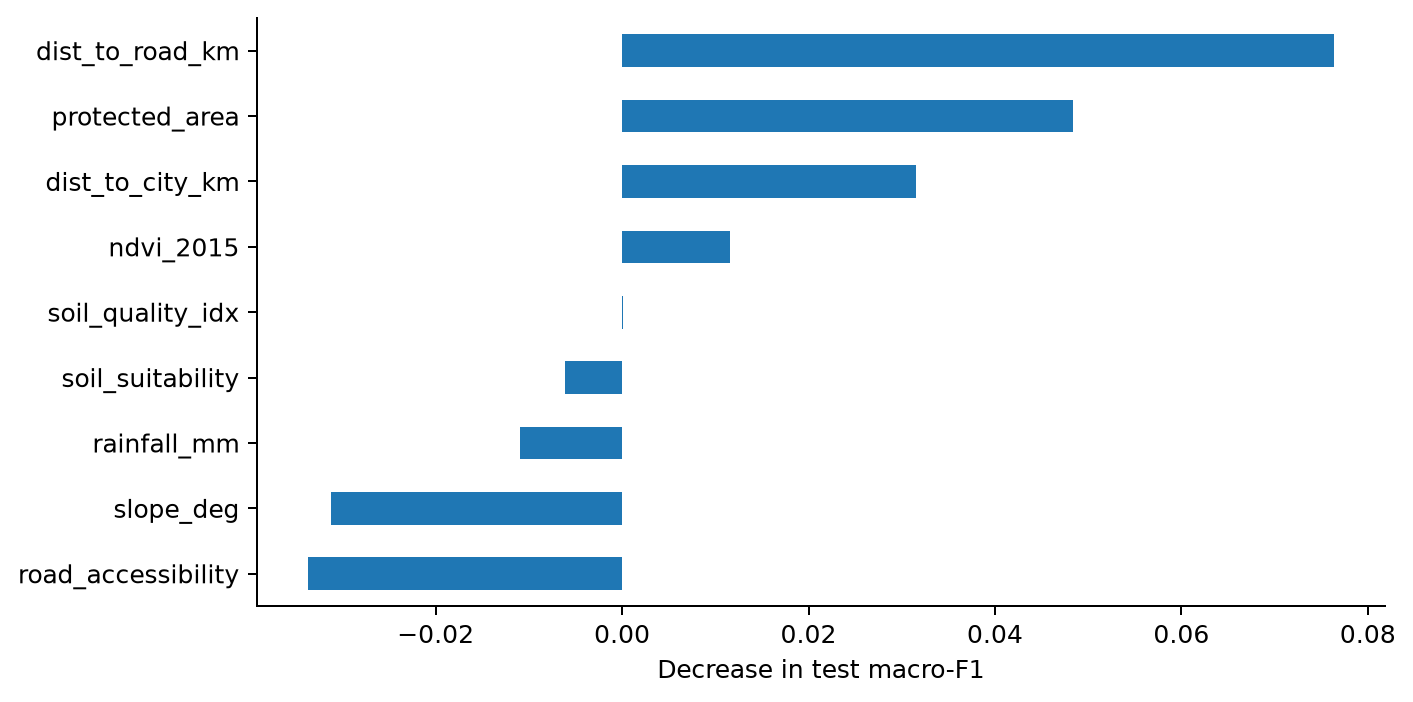 dist_to_road_km
protected_area
dist_to_city_km
ndvi_2015
soil_quality_idx
soil_suitability
rainfall_mm
slope_deg
road_accessibility
−0.02 0.00 0.02 0.04 0.06 0.08
Decrease in test macro-F1